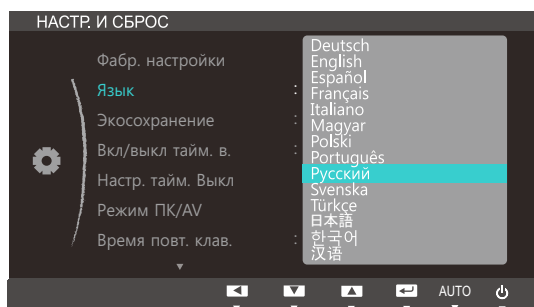 НАСТР. И СБРОС
Фабр. настройки
Язык :
Экосохранение :
Вкл/выкл тайм. в. :
Настр. тайм. Выкл
Режим ПК/AV
Время повт. клав. :
Deutsch
English
Español
Français
Italiano
Magyar
Polski
Português
Русский
Svenska
Türkçe
日本語
한국어
汉语
AUTO